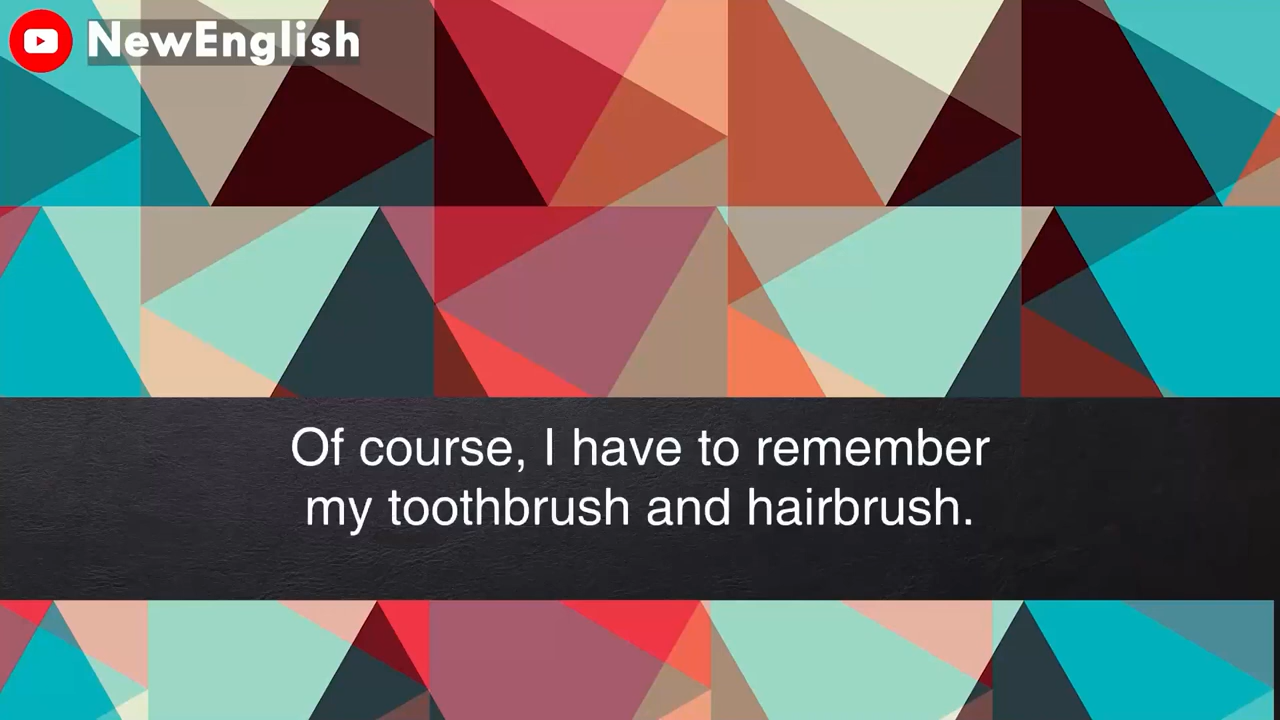 NewEnglish
Of course, I have to remember
my toothbrush and hairbrush.